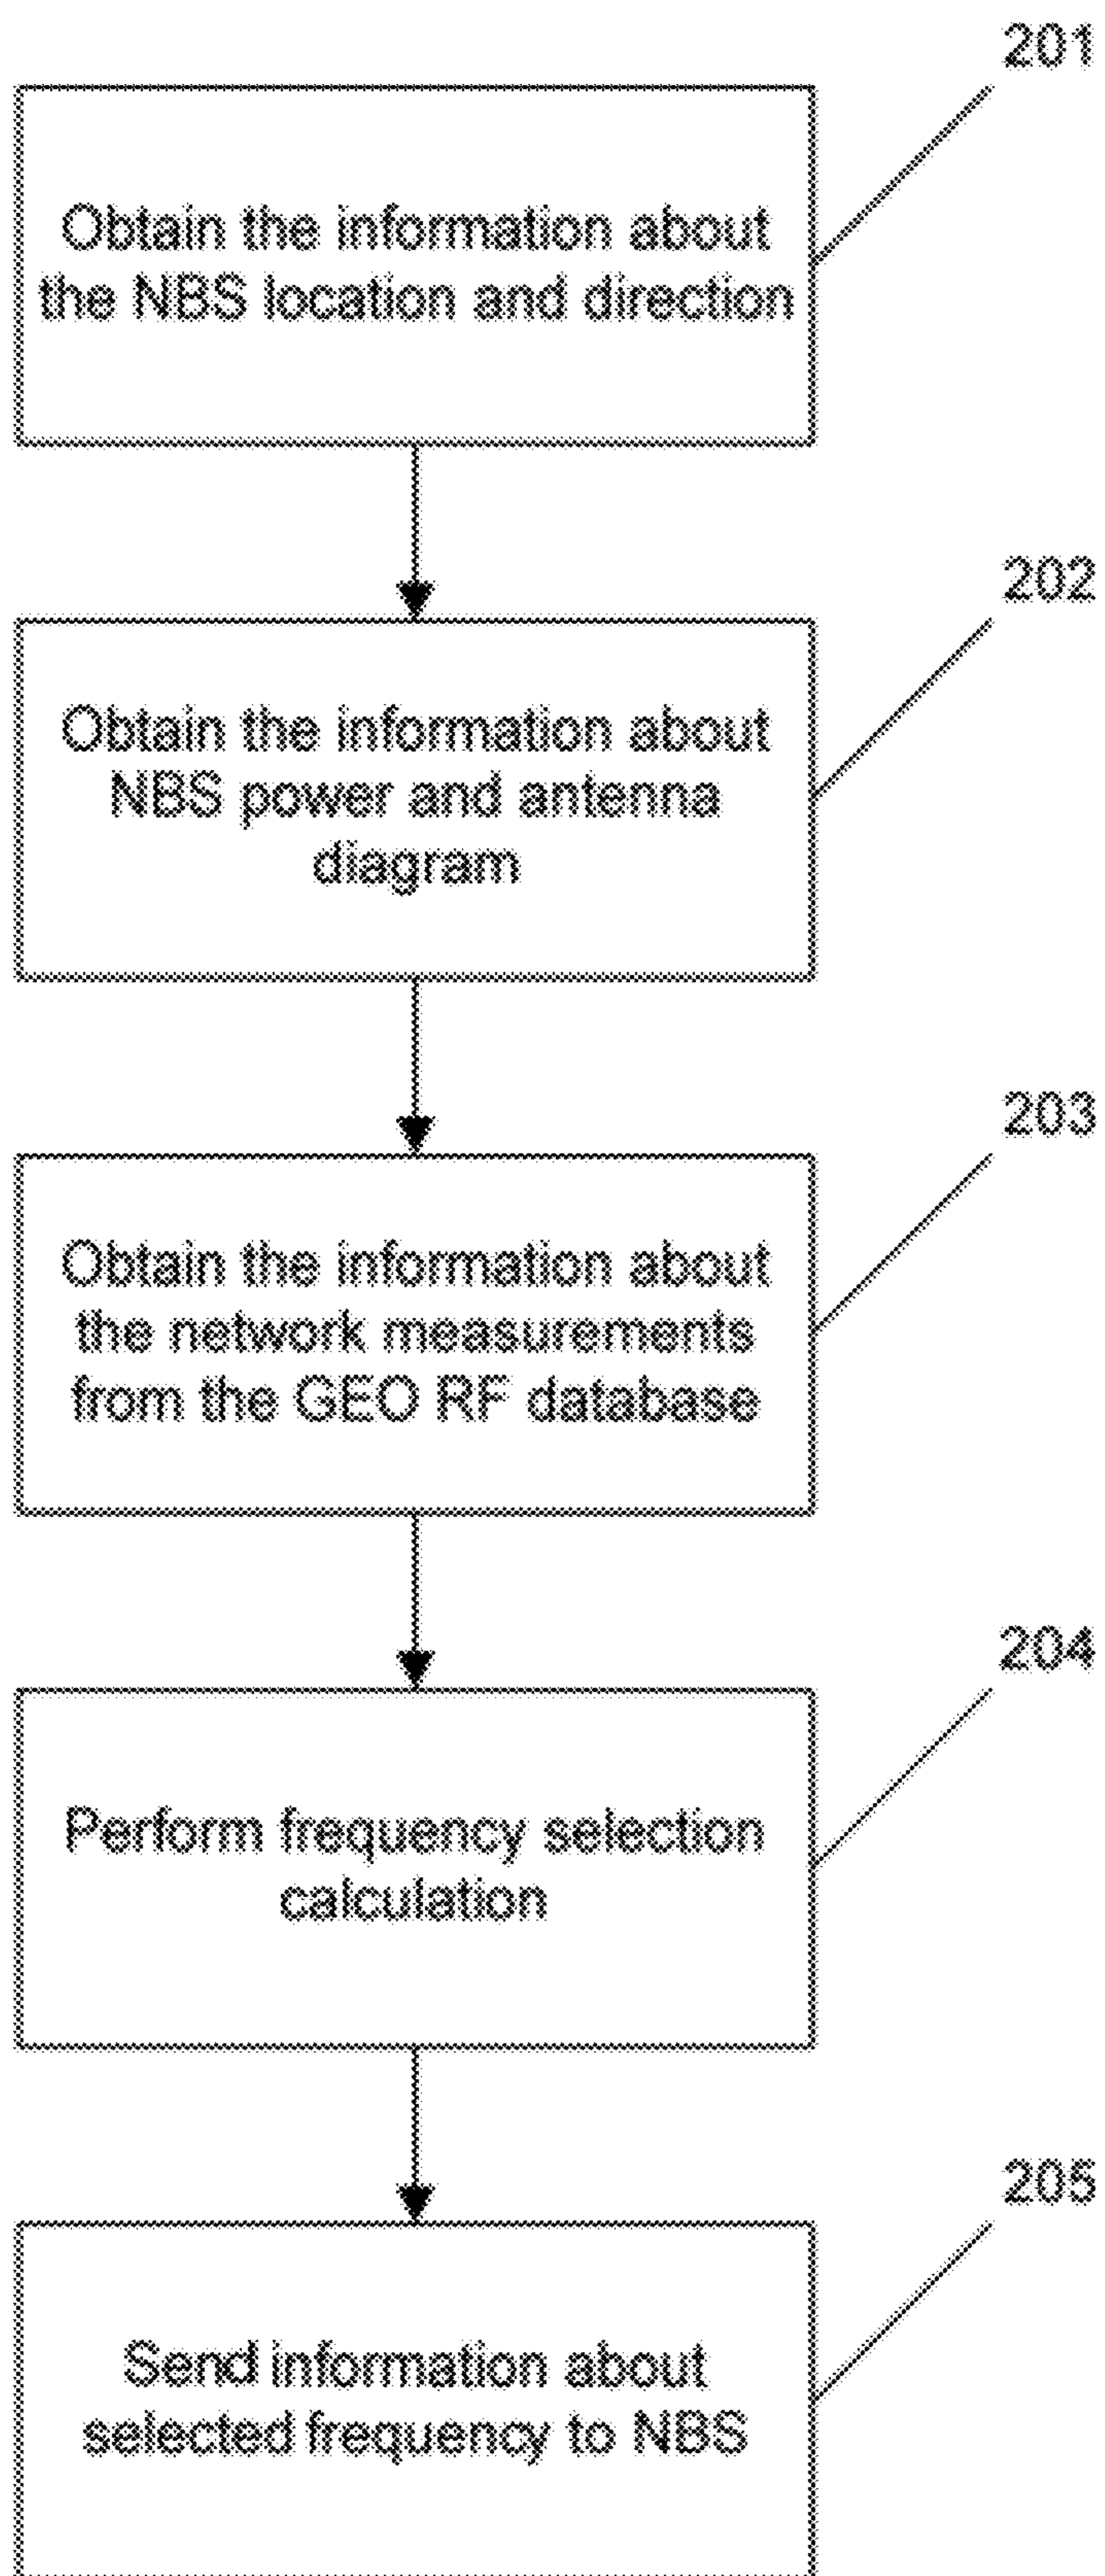 201
Obtain the information about
the NBS location and direction
202
Obtain the information about
NBS power and antenna
diagram
203
Obtain the information about
the network measurements
from the GEO RF database
204
Perform frequency selection
calculation
205
Send information about
selected frequency to NBS